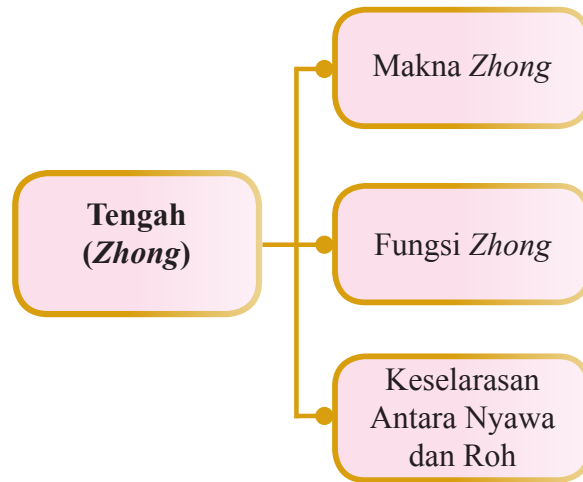 Tengah
(Zhong)
Makna Zhong
Fungsi Zhong
Keselarasan
Antara Nyawa
dan Roh